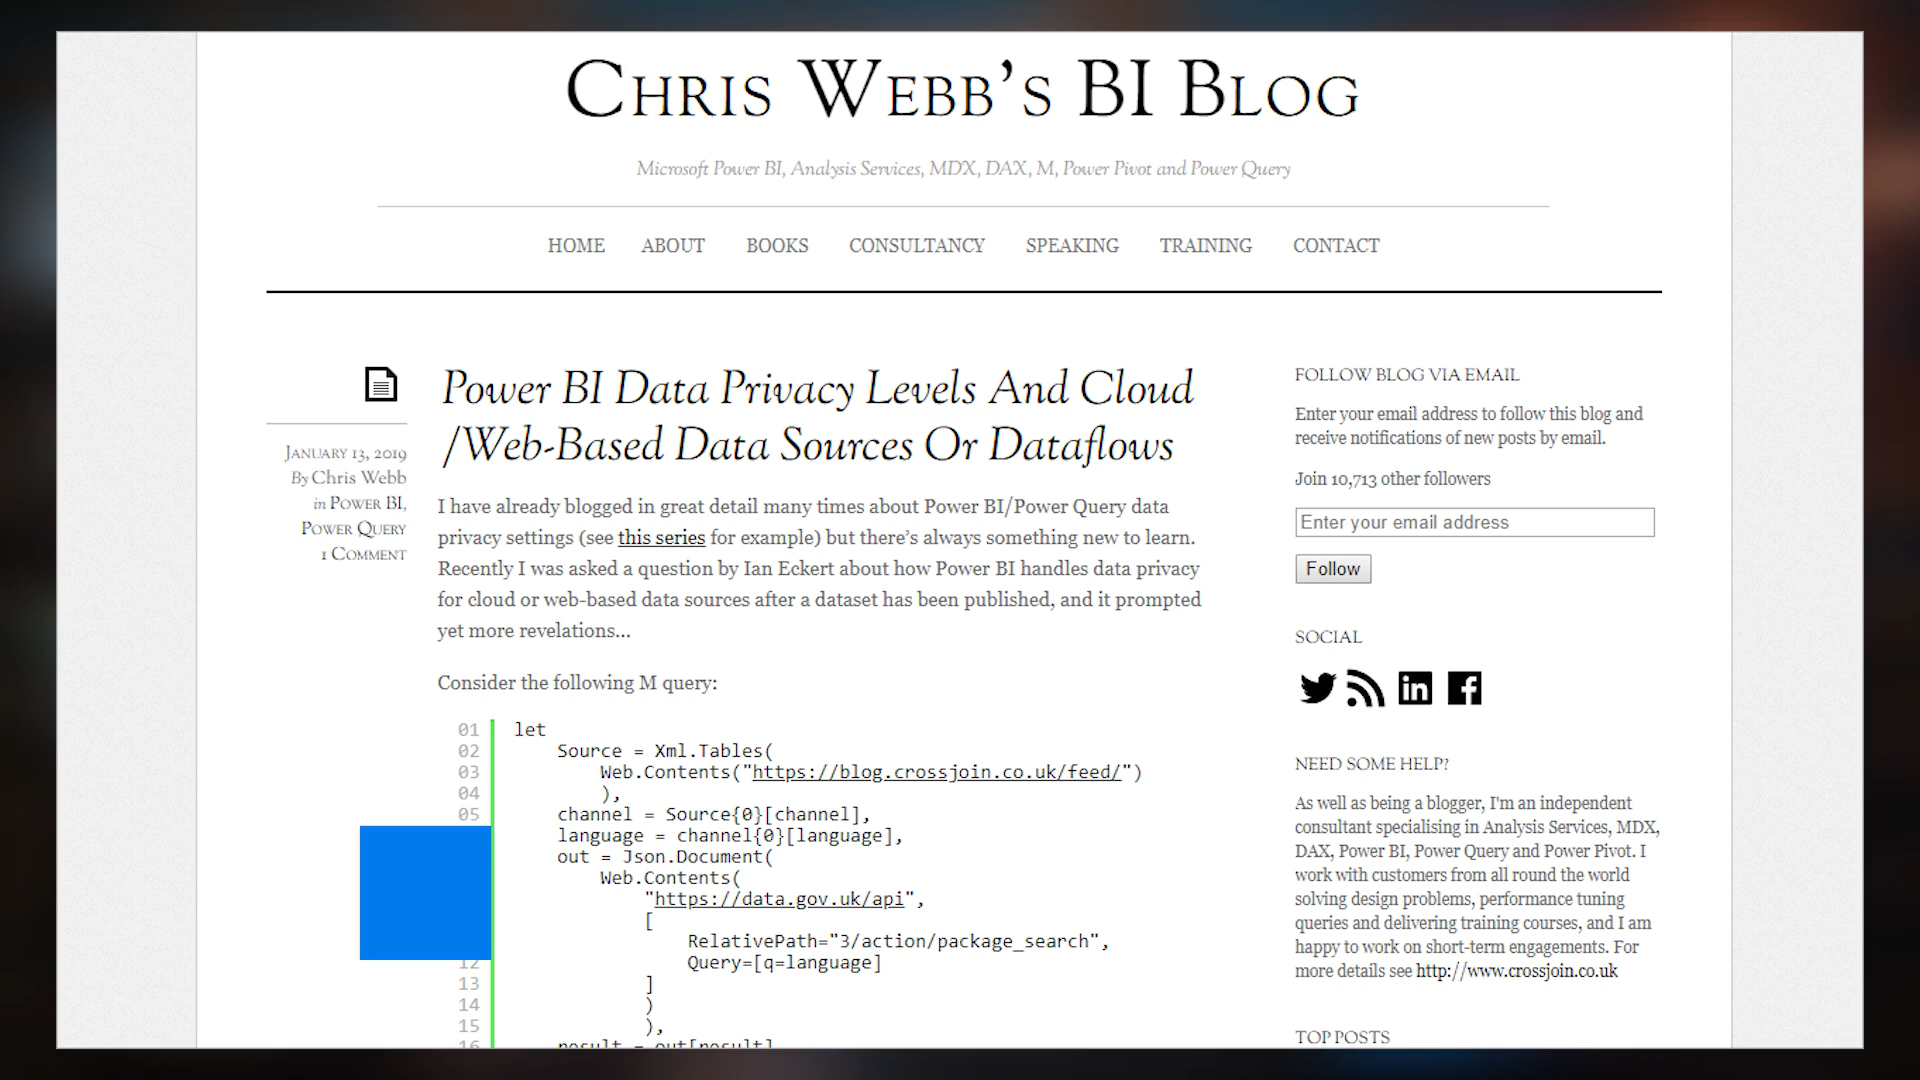 CHRIS WEBB'S BI BLOG
Microsoft Power BI, Analysis Services, MDX, DAX, M, Power Pivot and Power Query
HOME ABOUT BOOKS CONSULTANCY SPEAKING TRAINING CONTACT
January 13, 2019
By Chris Webb
in Power BI,
Power Query
1 Comment
Power BI Data Privacy Levels And Cloud
/Web-Based Data Sources Or Dataflows
I have already blogged in great detail many times about Power BI/Power Query data
privacy settings (see this series for example) but there's always something new to learn.
Recently I was asked a question by Ian Eckert about how Power BI handles data privacy
for cloud or web-based data sources after a dataset has been published, and it prompted
yet more revelations...
Consider the following M query:
01 let
02 Source = Xml.Tables(
03 Web.Contents("https://blog.crossjoin.co.uk/feed/")
04 ),
05 channel = Source{0}[channel],
language = channel{0}[language],
out = Json.Document(
Web.Contents(
"https://data.gov.uk/api",
[
RelativePath="3/action/package_search",
12 Query=[q=language]
13 ]
14 )
15 ),
16 result = out[result]
FOLLOW BLOG VIA EMAIL
Enter your email address to follow this blog and
receive notifications of new posts by email.
Join 10,713 other followers
Enter your email address
Follow
SOCIAL
NEED SOME HELP?
As well as being a blogger, I'm an independent
consultant specialising in Analysis Services, MDX,
DAX, Power BI, Power Query and Power Pivot. I
work with customers from all round the world
solving design problems, performance tuning
queries and delivering training courses, and I am
happy to work on short-term engagements. For
more details see http://www.crossjoin.co.uk
TOP POSTS